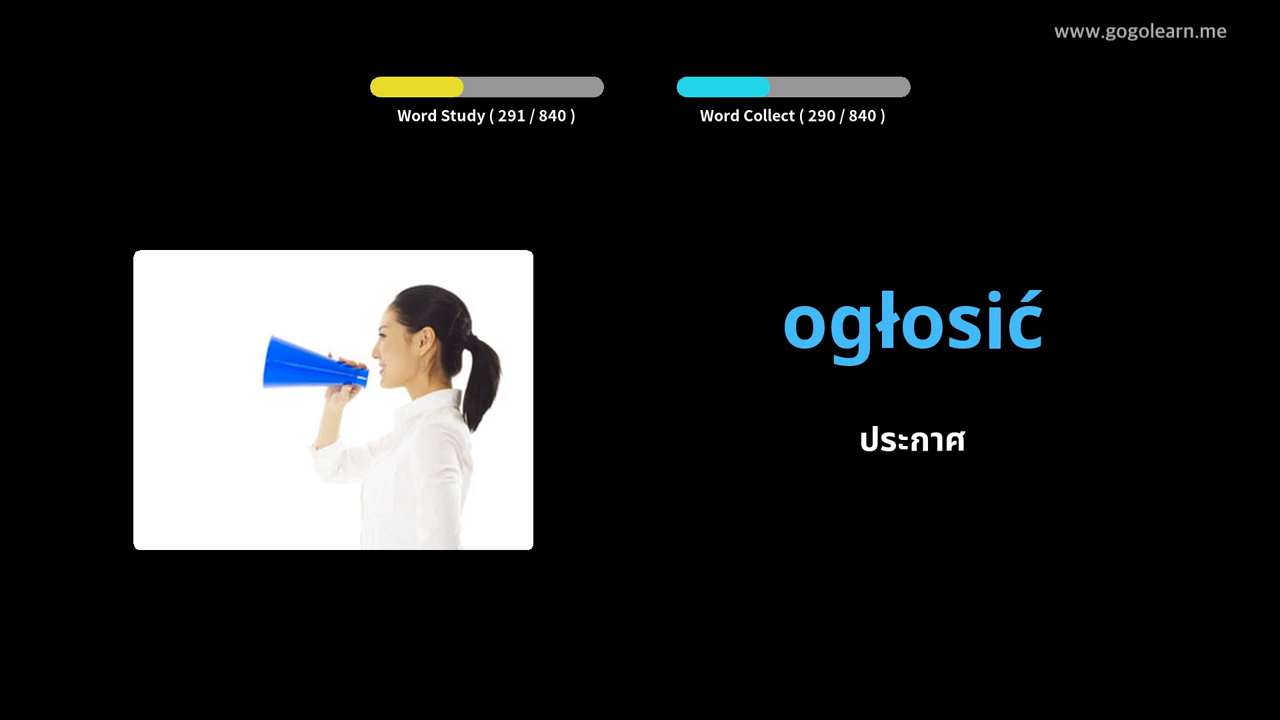 www.gogolearn.me
Word Study ( 291 / 840 )
Word Collect ( 290 / 840 )
ogłosić
ประกาศ